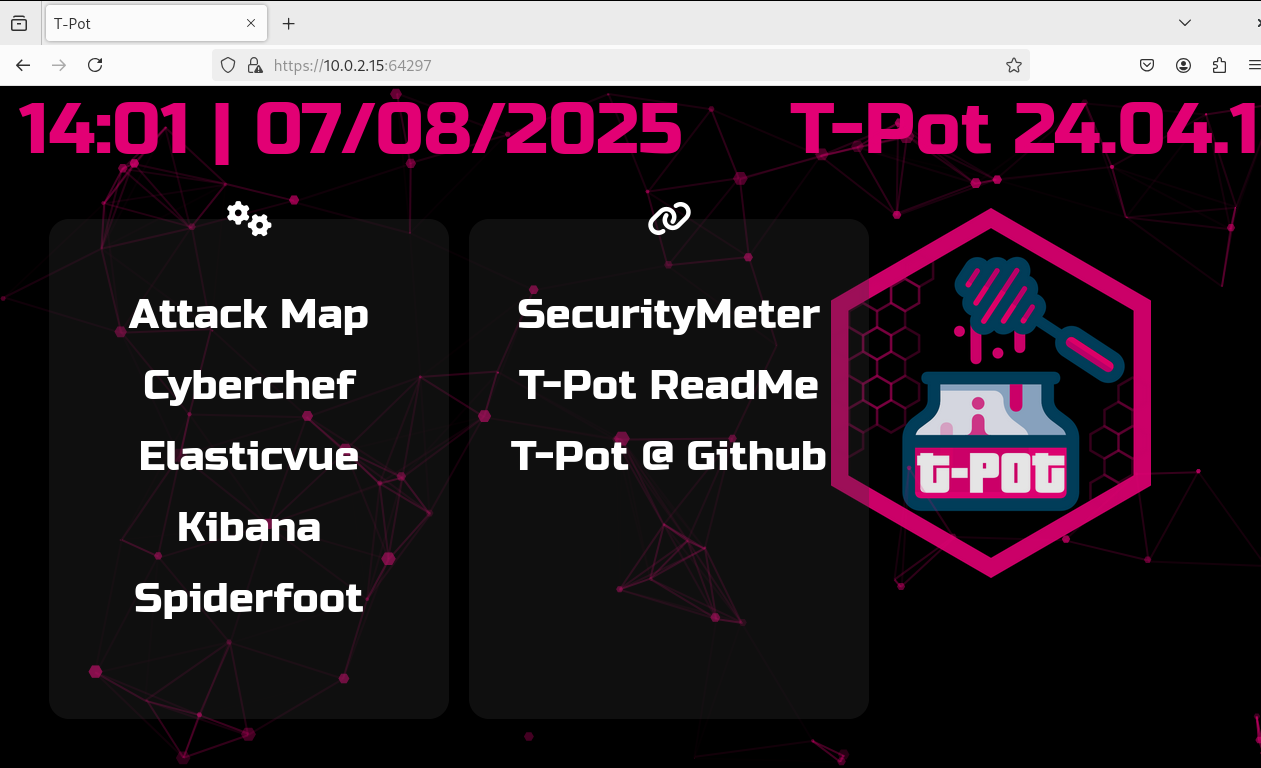 T-Pot
https://10.0.2.15:64297
14:01 | 07/08/2025
T-Pot 24.04.1
Attack Map
Cyberchef
Elasticvue
Kibana
Spiderfoot
SecurityMeter
T-Pot ReadMe
T-Pot @ Github
t-pot